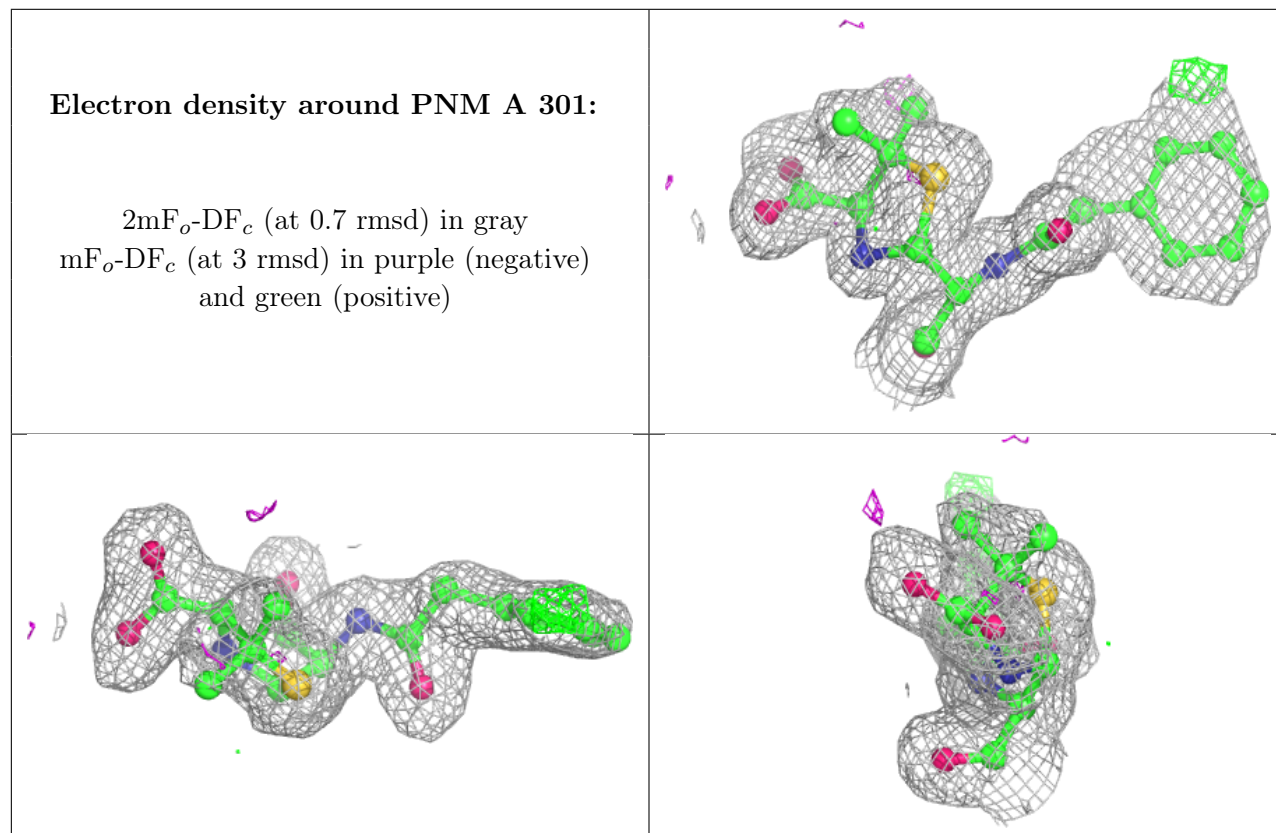 Electron density around PNM A 301:
2mFo-DFc (at 0.7 rmsd) in gray
mFo-DFc (at 3 rmsd) in purple (negative)
and green (positive)